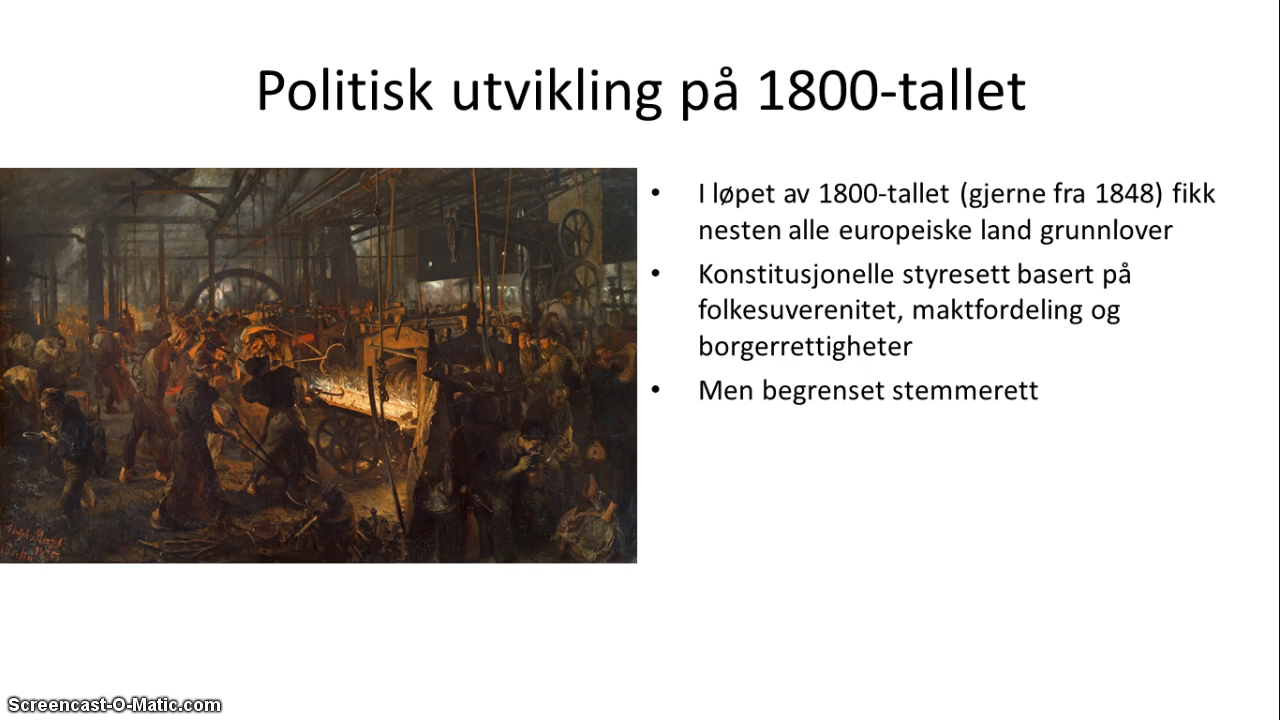 Politisk utvikling på 1800-tallet
• I løpet av 1800-tallet (gjerne fra 1848) fikk
nesten alle europeiske land grunnlover
• Konstitusjonelle styresett basert på
folkesuverenitet, maktfordeling og
borgerrettigheter
• Men begrenset stemmerett
Screencast-O-Matic.com